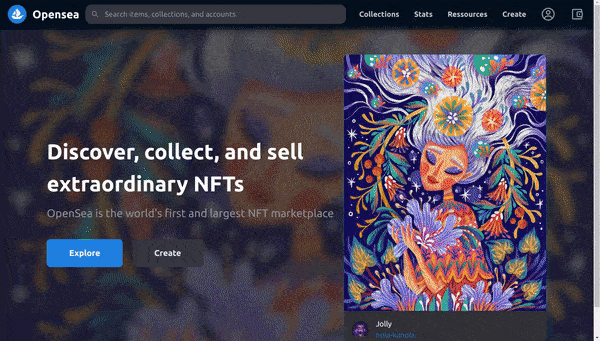 Opensea
Search items, collections, and accounts
Collections
Stats
Ressources
Create
Discover, collect, and sell
extraordinary NFTs
OpenSea is the world's first and largest NFT marketplace
Explore
Create
Jolly